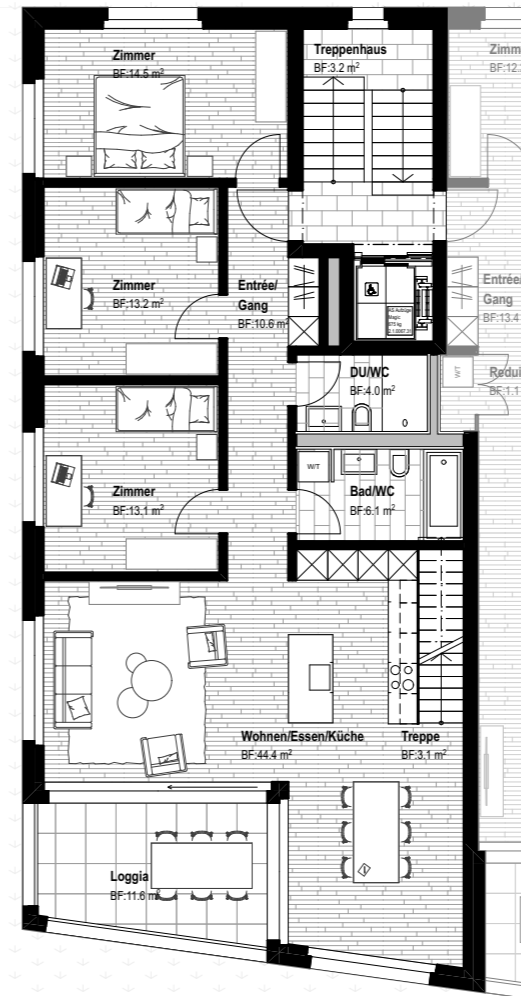 Zimmer
BF:14.5 m²
Treppenhaus
BF:3.2 m²
Zimm
BF:12.
Zimmer
BF:13.2 m²
Entrée/
Gang
BF:10.6 m²
Entrée/
Gang
BF:13.4
DU/WC
BF:4.0 m²
W/T
Redui
BF:1.1
Zimmer
BF:13.1 m²
W/T
Bad/WC
BF:6.1 m²
Wohnen/Essen/Küche
BF:44.4 m²
Treppe
BF:3.1 m²
Loggia
BF:11.6 m²